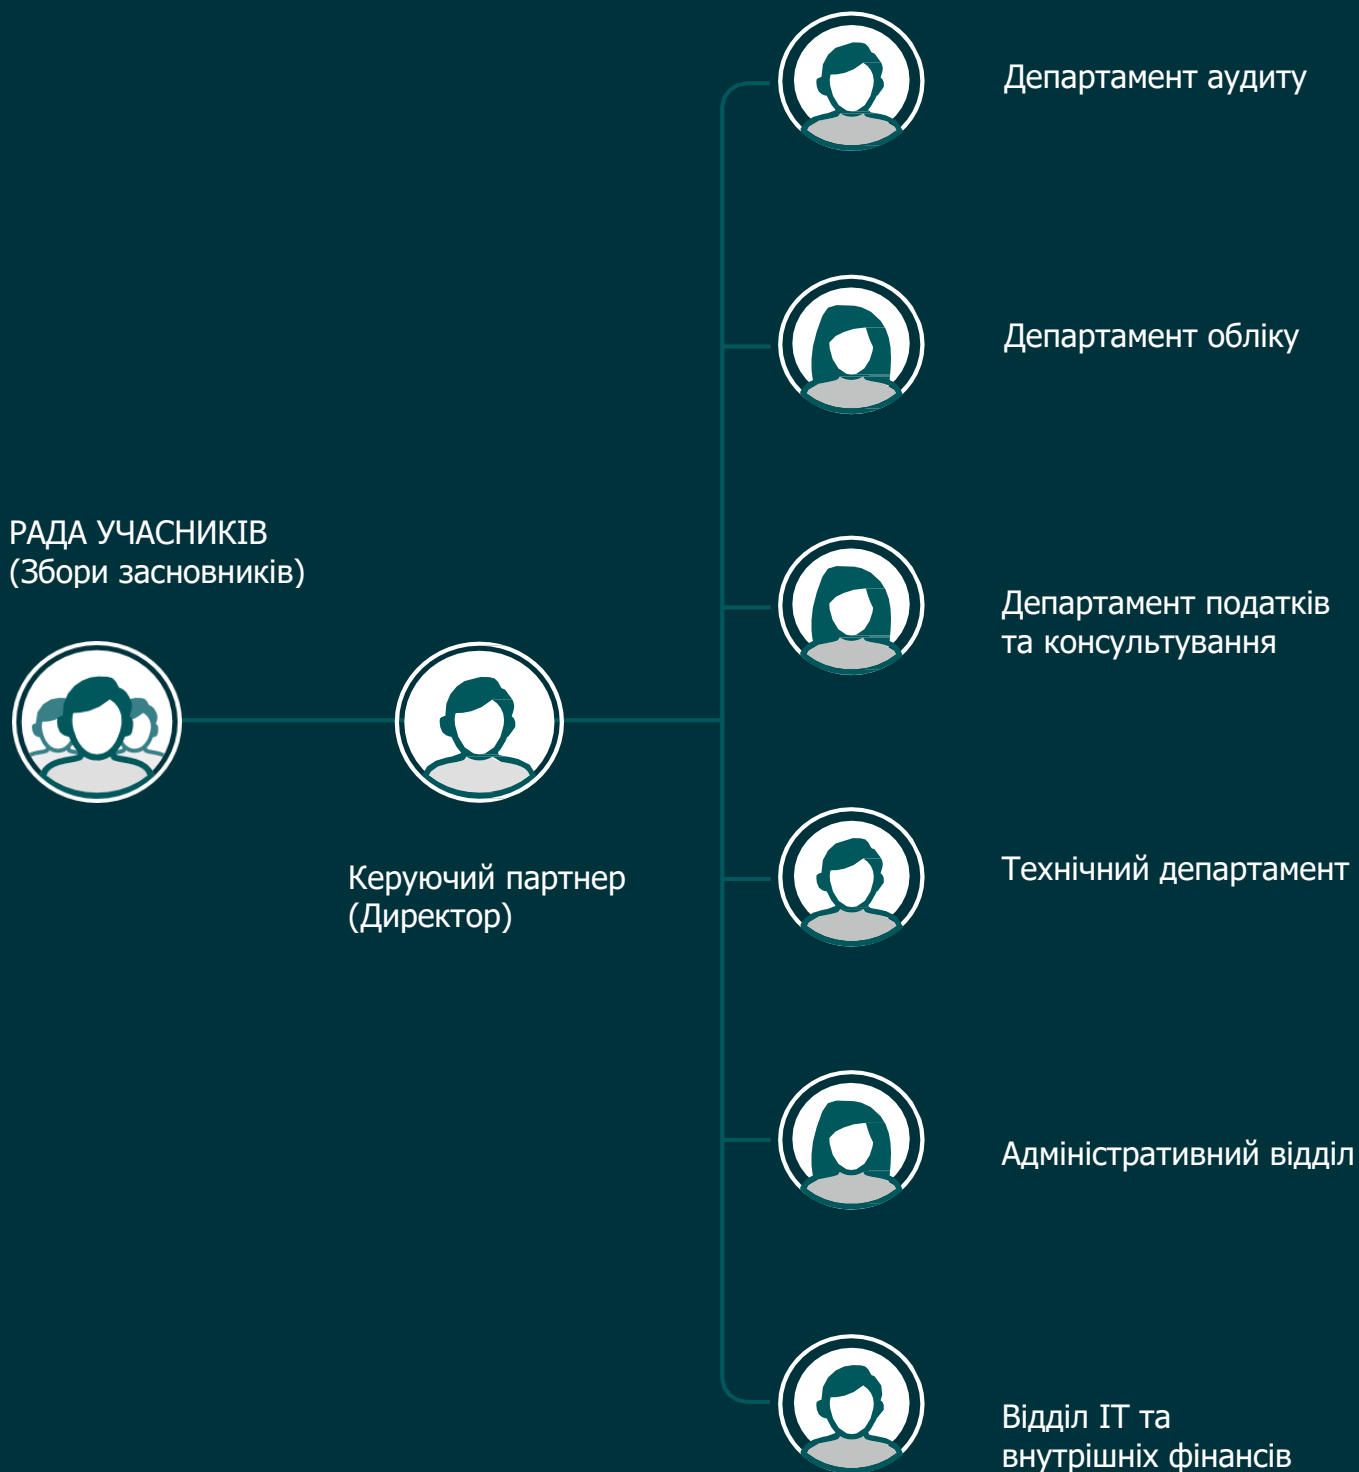 РАДА УЧАСНИКІВ
(Збори засновників)
Керуючий партнер
(Директор)
Департамент аудиту
Департамент обліку
Департамент податків
та консультування
Технічний департамент
Адміністративний відділ
Відділ ІТ та
внутрішніх фінансів